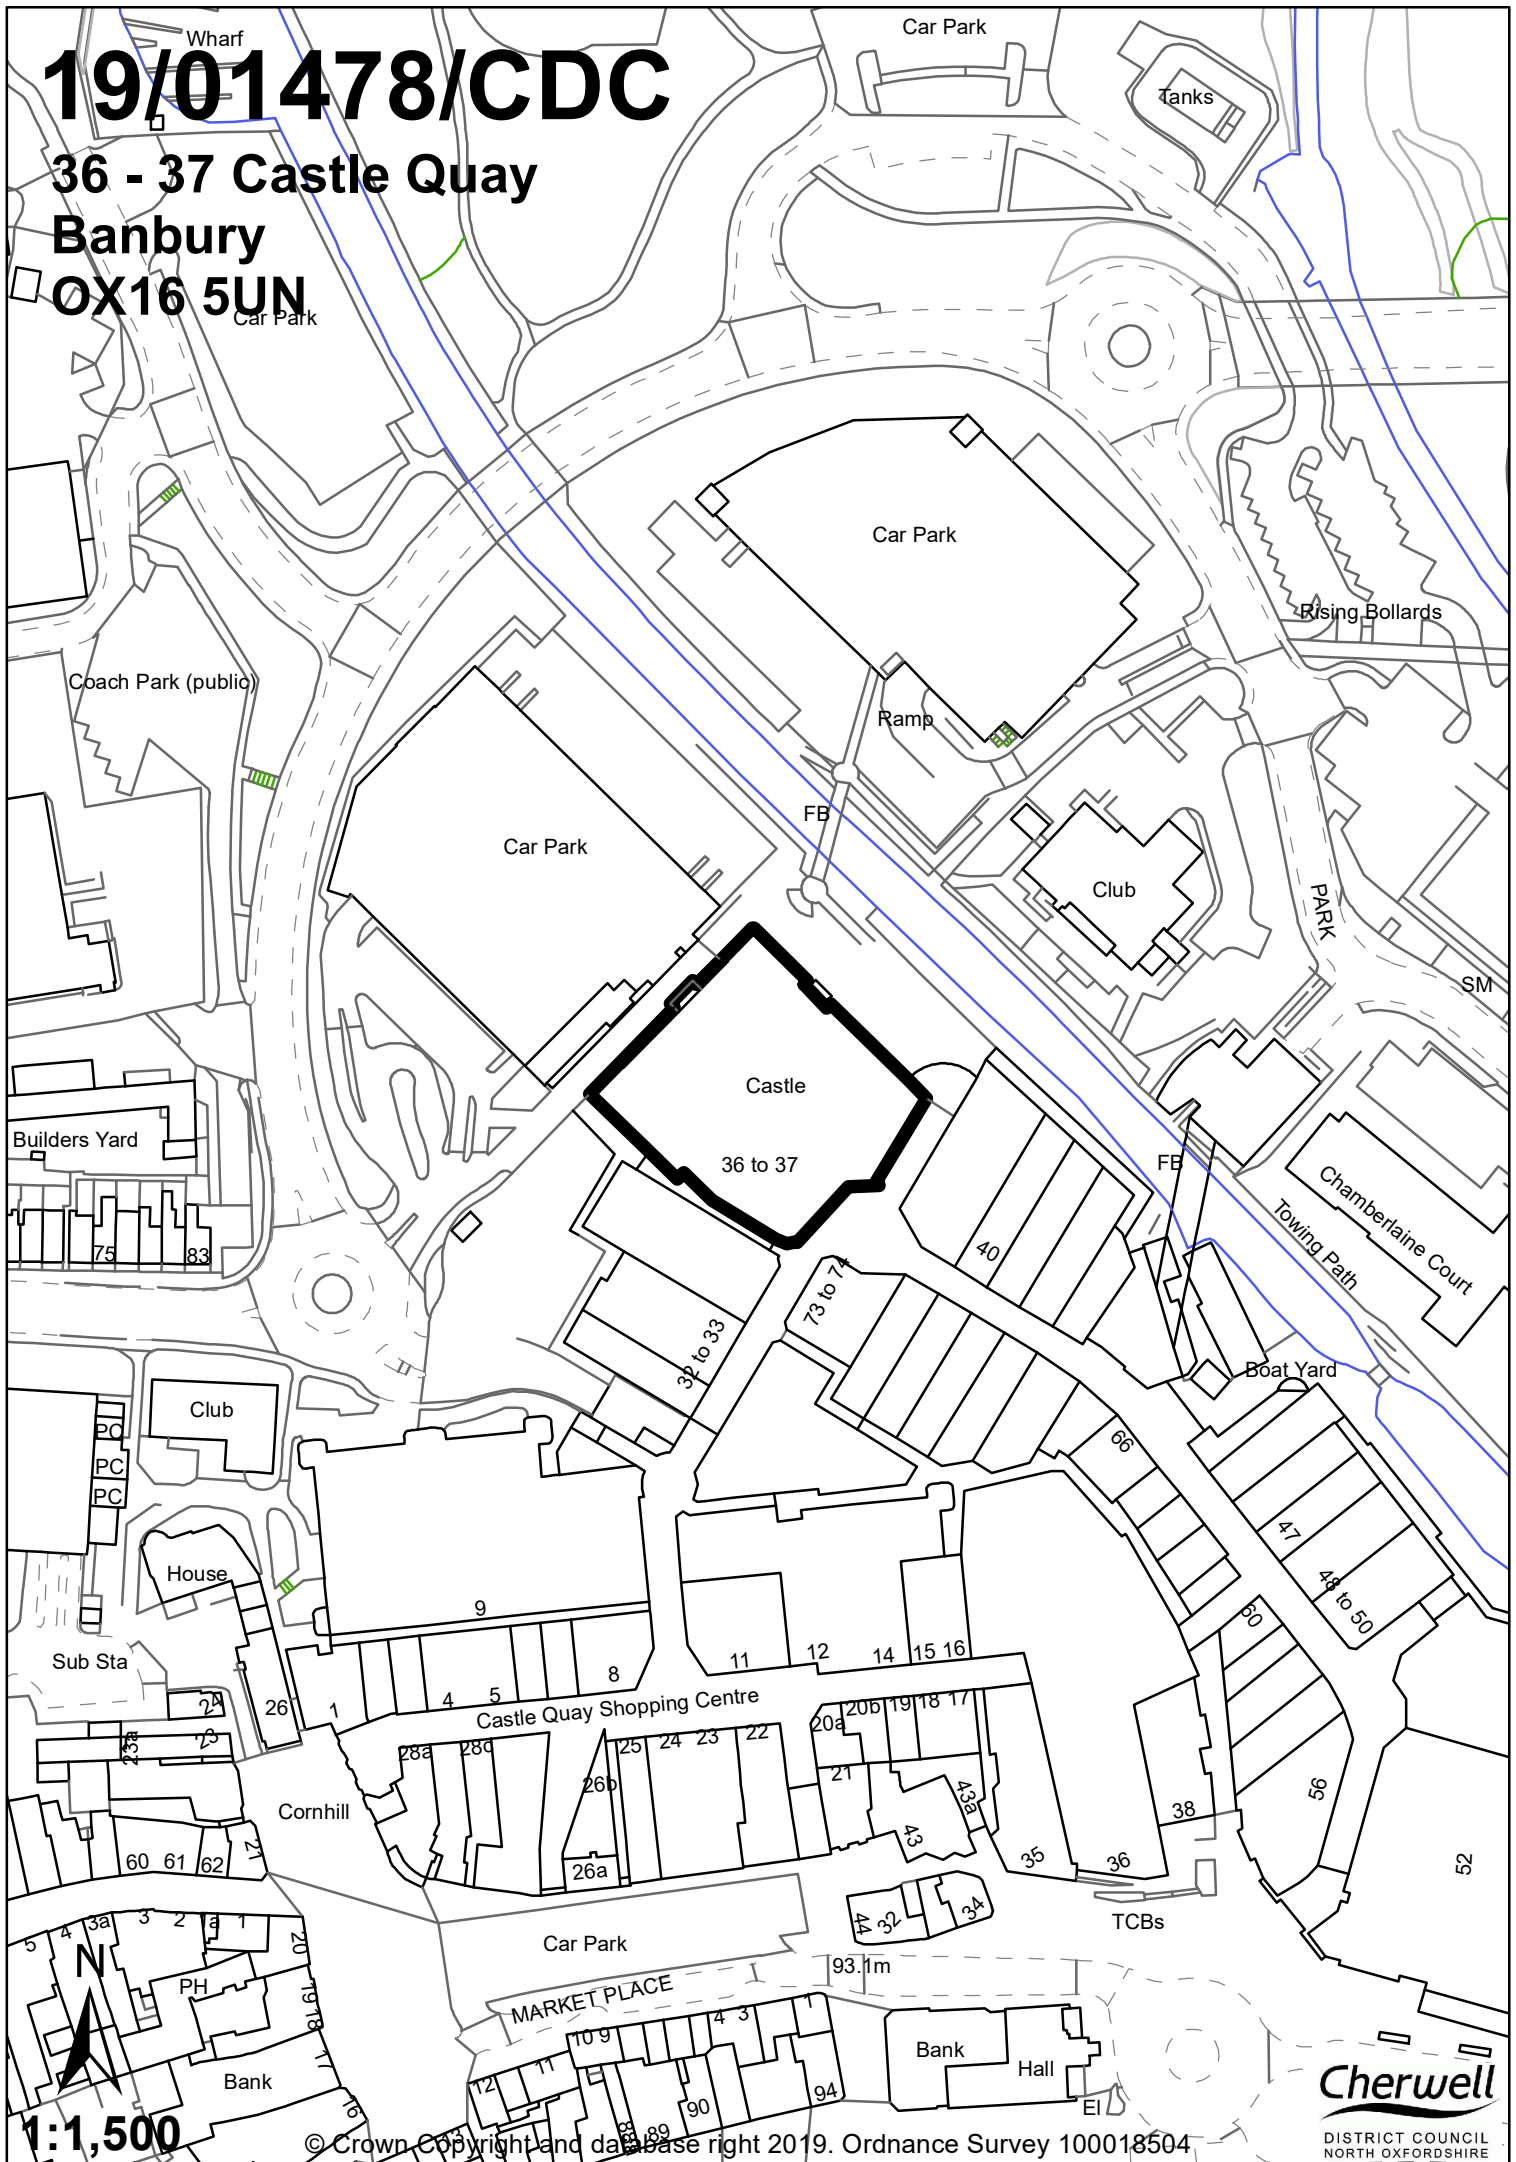 Wharf
Car Park
19/01478/CDC
Tanks
36 - 37 Castle Quay
Banbury
OX16 5UN
Car Park
Car Park
Rising Bollards
Coach Park (public)
Ramp
FB
Car Park
Club
PARK
SM
Castle
Builders Yard
36 to 37
FB
Chamberlaine Court
Towing Path
75
83
40
73 to 74
32 to 33
Boat Yard
Club
PC
66
PC
PC
47
House
48 to 50
9
60
Sub Sta
8
11
12
14
15
16
26
1
4
5
24
Castle Quay Shopping Centre
20b
19
18
17
20a
23
23a
28a
28c
25
24
23
22
26b
21
43a
56
Cornhill
38
43
21
60
61
62
26a
35
36
52
44
32
34
TCBs
5
4
3a
3
2
1a
1
20
Car Park
93.1m
N
PH
19
18
MARKET PLACE
10
9
4
3
1
17
12
11
Bank
Hall
Bank
94
16
90
El
89
13
1:1,500
© Crown Copyright and database right 2019. Ordnance Survey 100018504
Cherwell
DISTRICT COUNCIL
NORTH OXFORDSHIRE